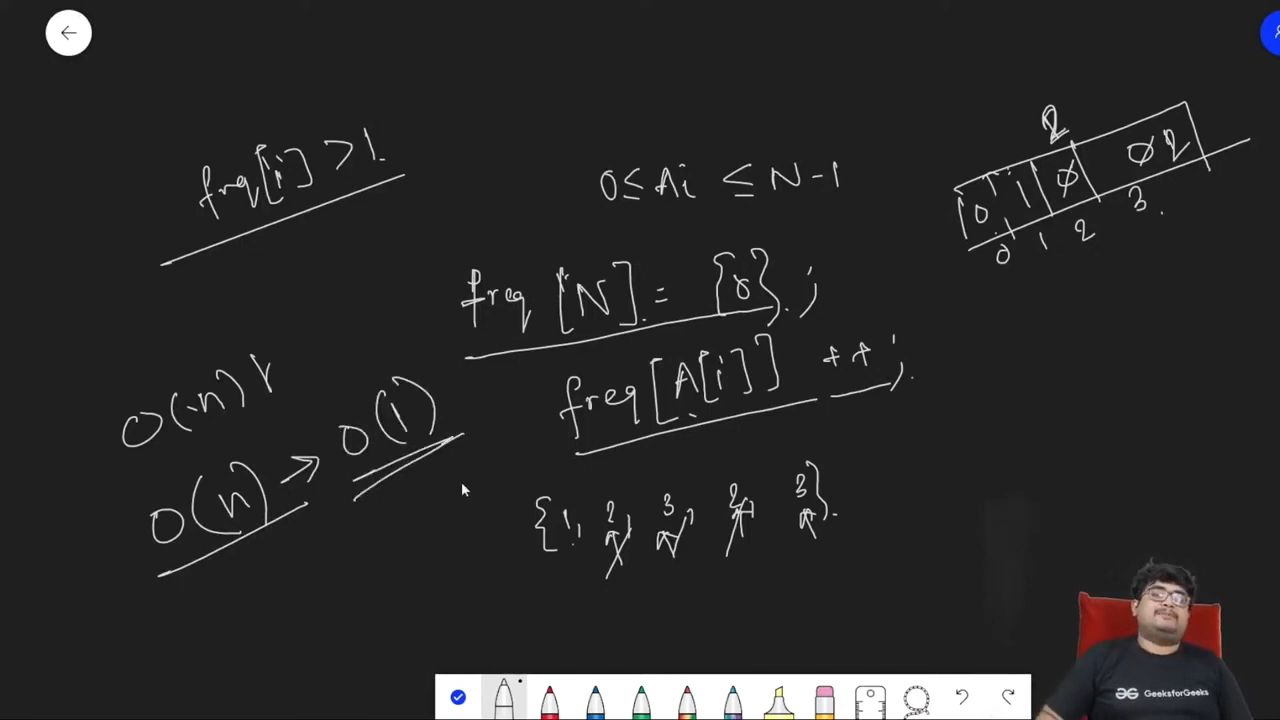 freq[i] > 1
0 ≤ Ai ≤ N-1
2
0 1 0 0 2
0 1 2 3
freq [N] = {0};
freq[A[i]] ++;
O(n)
O(n) → O(1)
{1, 2, 3, 2, 3}
GeeksforGeeks